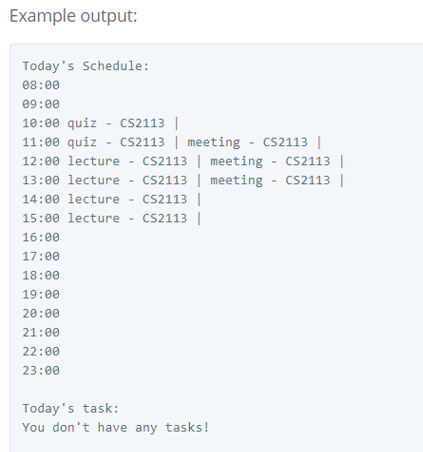 Example output:
Today's Schedule:
08:00
09:00
10:00 quiz - CS2113 |
11:00 quiz - CS2113 | meeting - CS2113 |
12:00 lecture - CS2113 | meeting - CS2113 |
13:00 lecture - CS2113 | meeting - CS2113 |
14:00 lecture - CS2113 |
15:00 lecture - CS2113 |
16:00
17:00
18:00
19:00
20:00
21:00
22:00
23:00
Today's task:
You don't have any tasks!